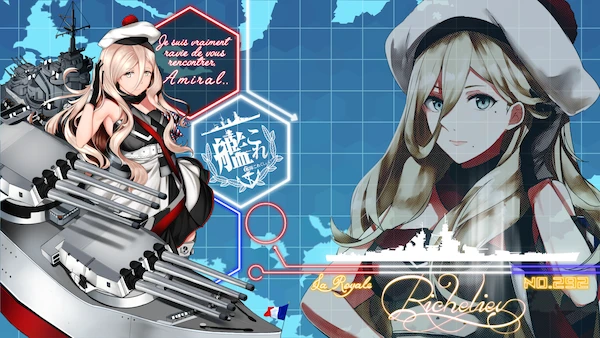 Je suis vraiment
ravie de vous
rencontrer,
Amiral..
艦これ
La Royale
Richelieu
NO.292